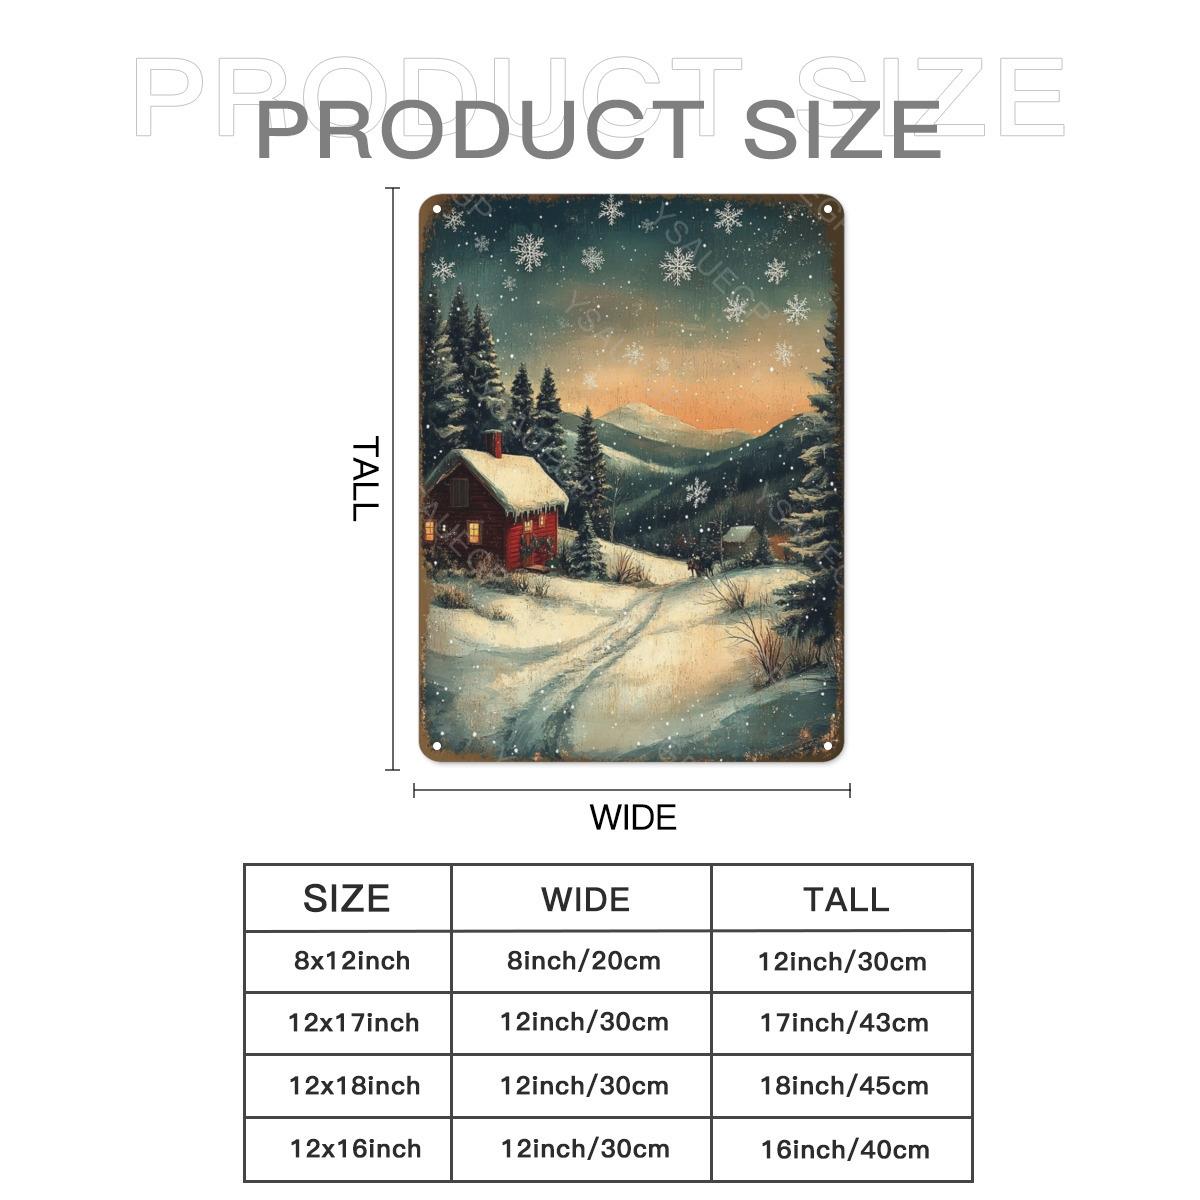 PRODUCT SIZE
PRODUCT SIZE
YSAUEGP
TALL
WIDE
SIZE WIDE TALL
8x12inch 8inch/20cm 12inch/30cm
12x17inch 12inch/30cm 17inch/43cm
12x18inch 12inch/30cm 18inch/45cm
12x16inch 12inch/30cm 16inch/40cm